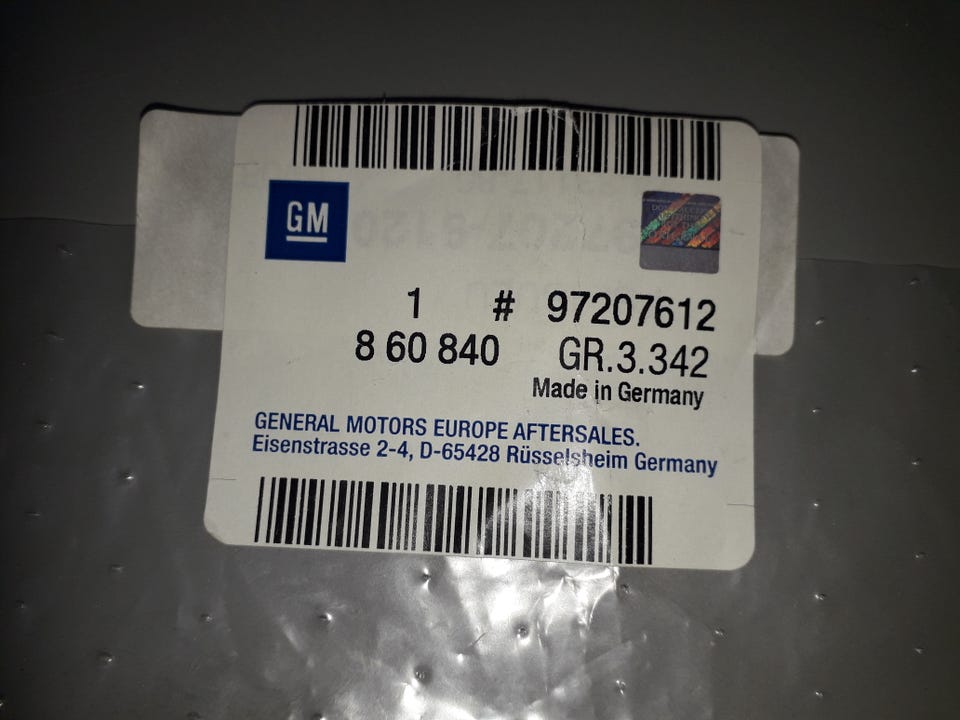 GM
1 # 97207612
8 60 840 GR.3.342
Made in Germany
GENERAL MOTORS EUROPE AFTERSALES.
Eisenstrasse 2-4, D-65428 Rüsselsheim Germany